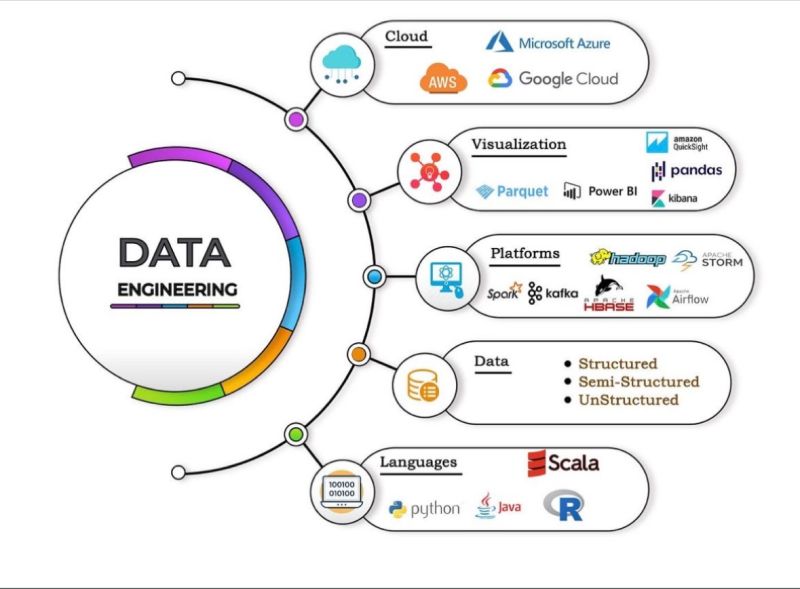 DATA
ENGINEERING
Cloud
Microsoft Azure
AWS
Google Cloud
Visualization
amazon
QuickSight
pandas
Parquet
Power BI
kibana
Platforms
hadoop
APACHE
STORM
Spark
kafka
APACHE
HBASE
Apache
Airflow
Data
• Structured
• Semi-Structured
• UnStructured
Languages
100100
010100
Scala
python
Java
R